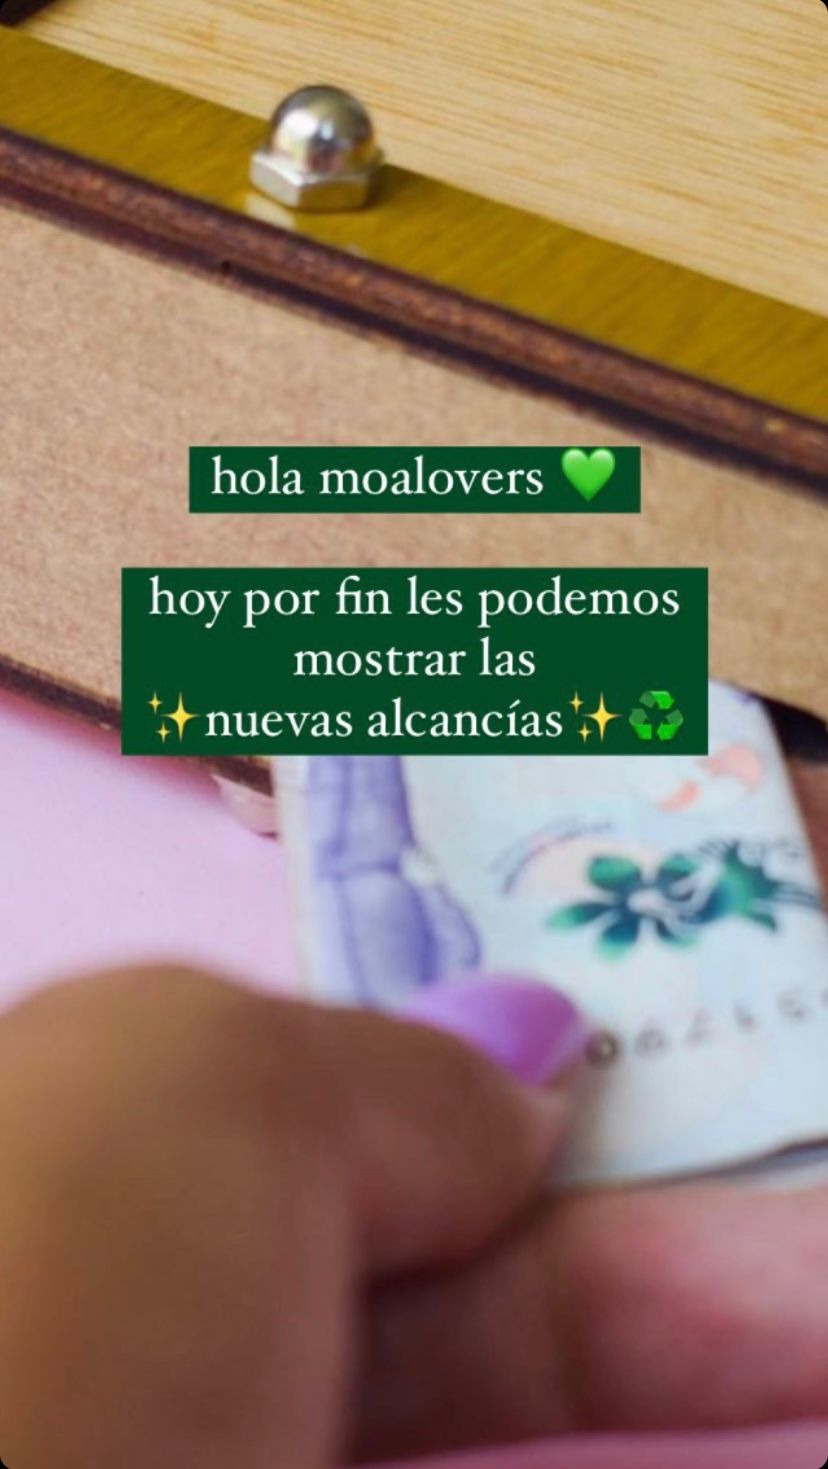 hola moalovers 💚
hoy por fin les podemos
mostrar las
✨nuevas alcancías✨♻️